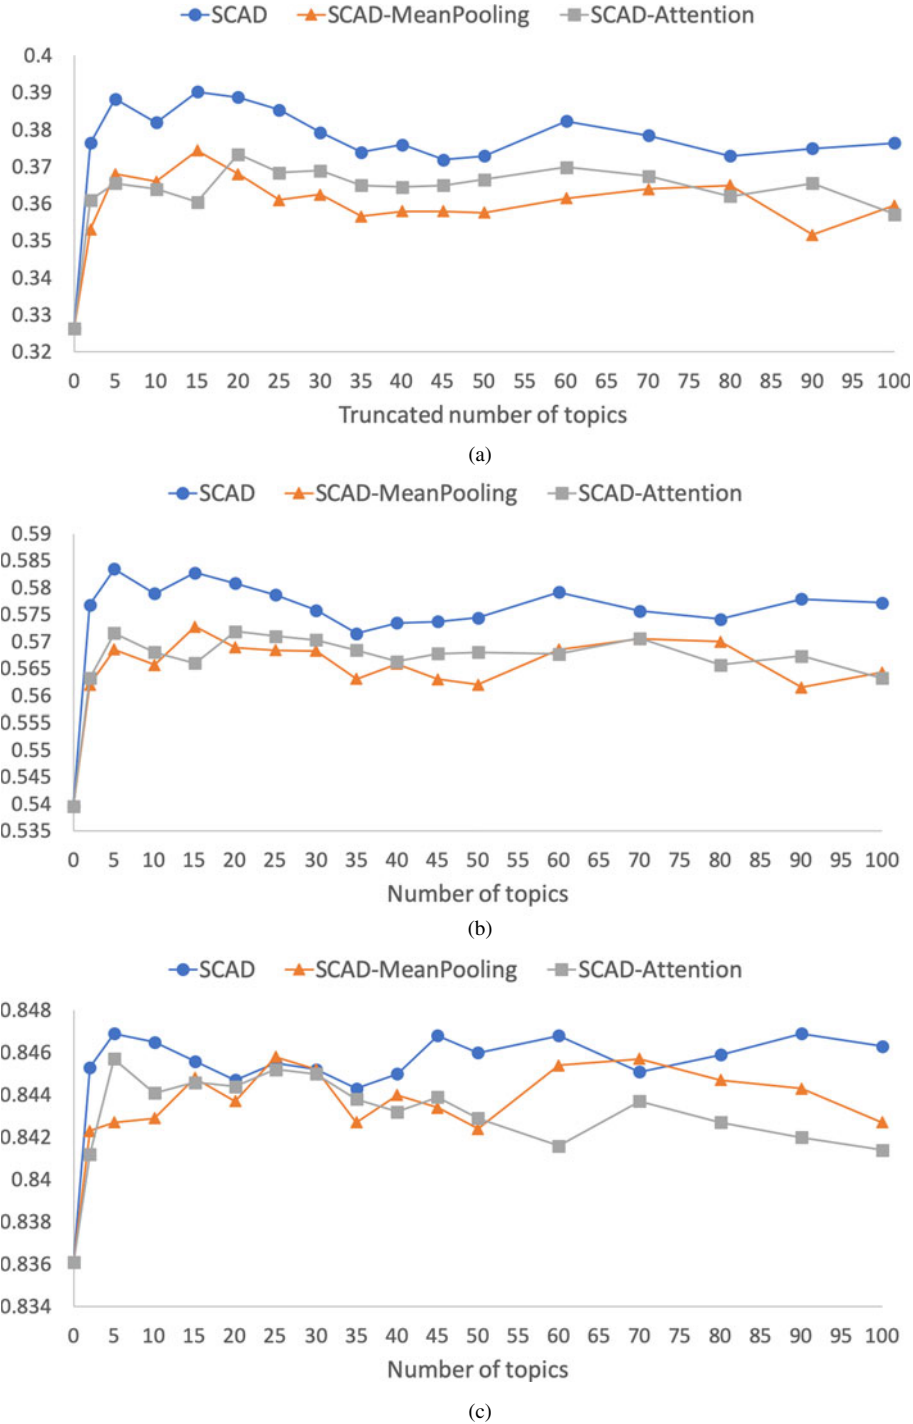 SCAD SCAD-MeanPooling SCAD-Attention
0.4
0.39
0.38
0.37
0.36
0.35
0.34
0.33
0.32
0 5 10 15 20 25 30 35 40 45 50 55 60 65 70 75 80 85 90 95 100
Truncated number of topics
(a)
SCAD SCAD-MeanPooling SCAD-Attention
0.59
0.585
0.58
0.575
0.57
0.565
0.56
0.555
0.55
0.545
0.54
0.535
0 5 10 15 20 25 30 35 40 45 50 55 60 65 70 75 80 85 90 95 100
Number of topics
(b)
SCAD SCAD-MeanPooling SCAD-Attention
0.848
0.846
0.844
0.842
0.84
0.838
0.836
0.834
0 5 10 15 20 25 30 35 40 45 50 55 60 65 70 75 80 85 90 95 100
Number of topics
(c)